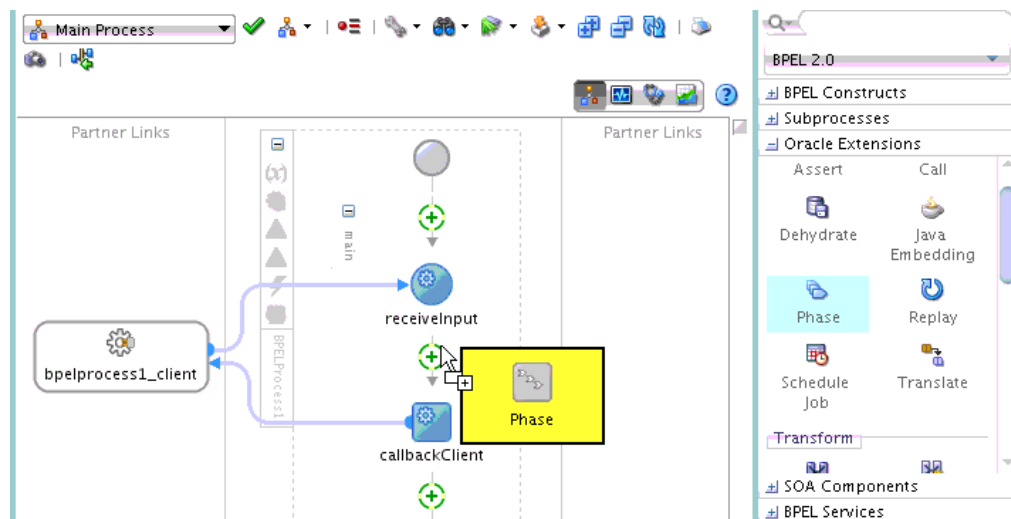 Main Process
Partner Links
Partner Links
main
receiveInput
BPELProcess1
bpelprocess1_client
Phase
callbackClient
BPEL 2.0
BPEL Constructs
Subprocesses
Oracle Extensions
Assert Call
Dehydrate Java
Embedding
Phase Replay
Schedule Translate
Job
Transform
SOA Components
BPEL Services